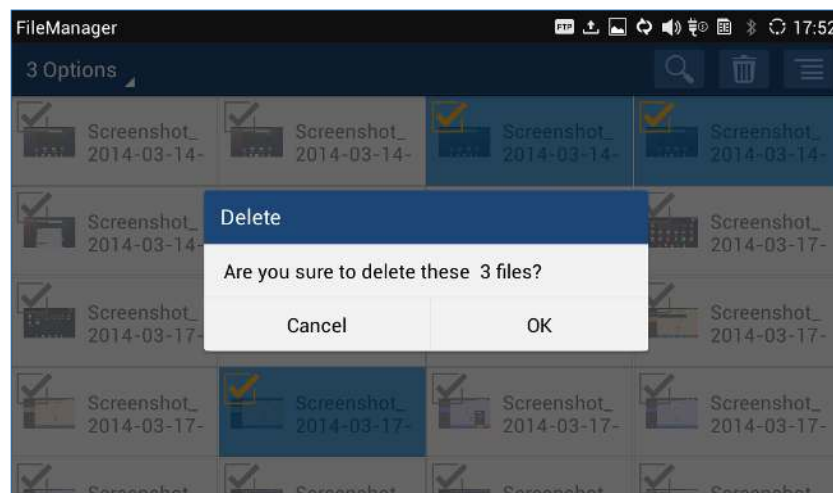 FileManager
FTP
17:52
3 Options
Screenshot_
2014-03-14-
Screenshot_
2014-03-14-
Screenshot_
2014-03-14-
Screenshot_
2014-03-14-
Screenshot_
2014-03-14-
Screenshot_
2014-03-17-
Delete
Are you sure to delete these 3 files?
Cancel
OK
Screenshot_
2014-03-17-
Screenshot_
2014-03-17-
Screenshot_
2014-03-17-
Screenshot_
2014-03-17-
Screenshot_
2014-03-17-
Screenshot_
2014-03-17-